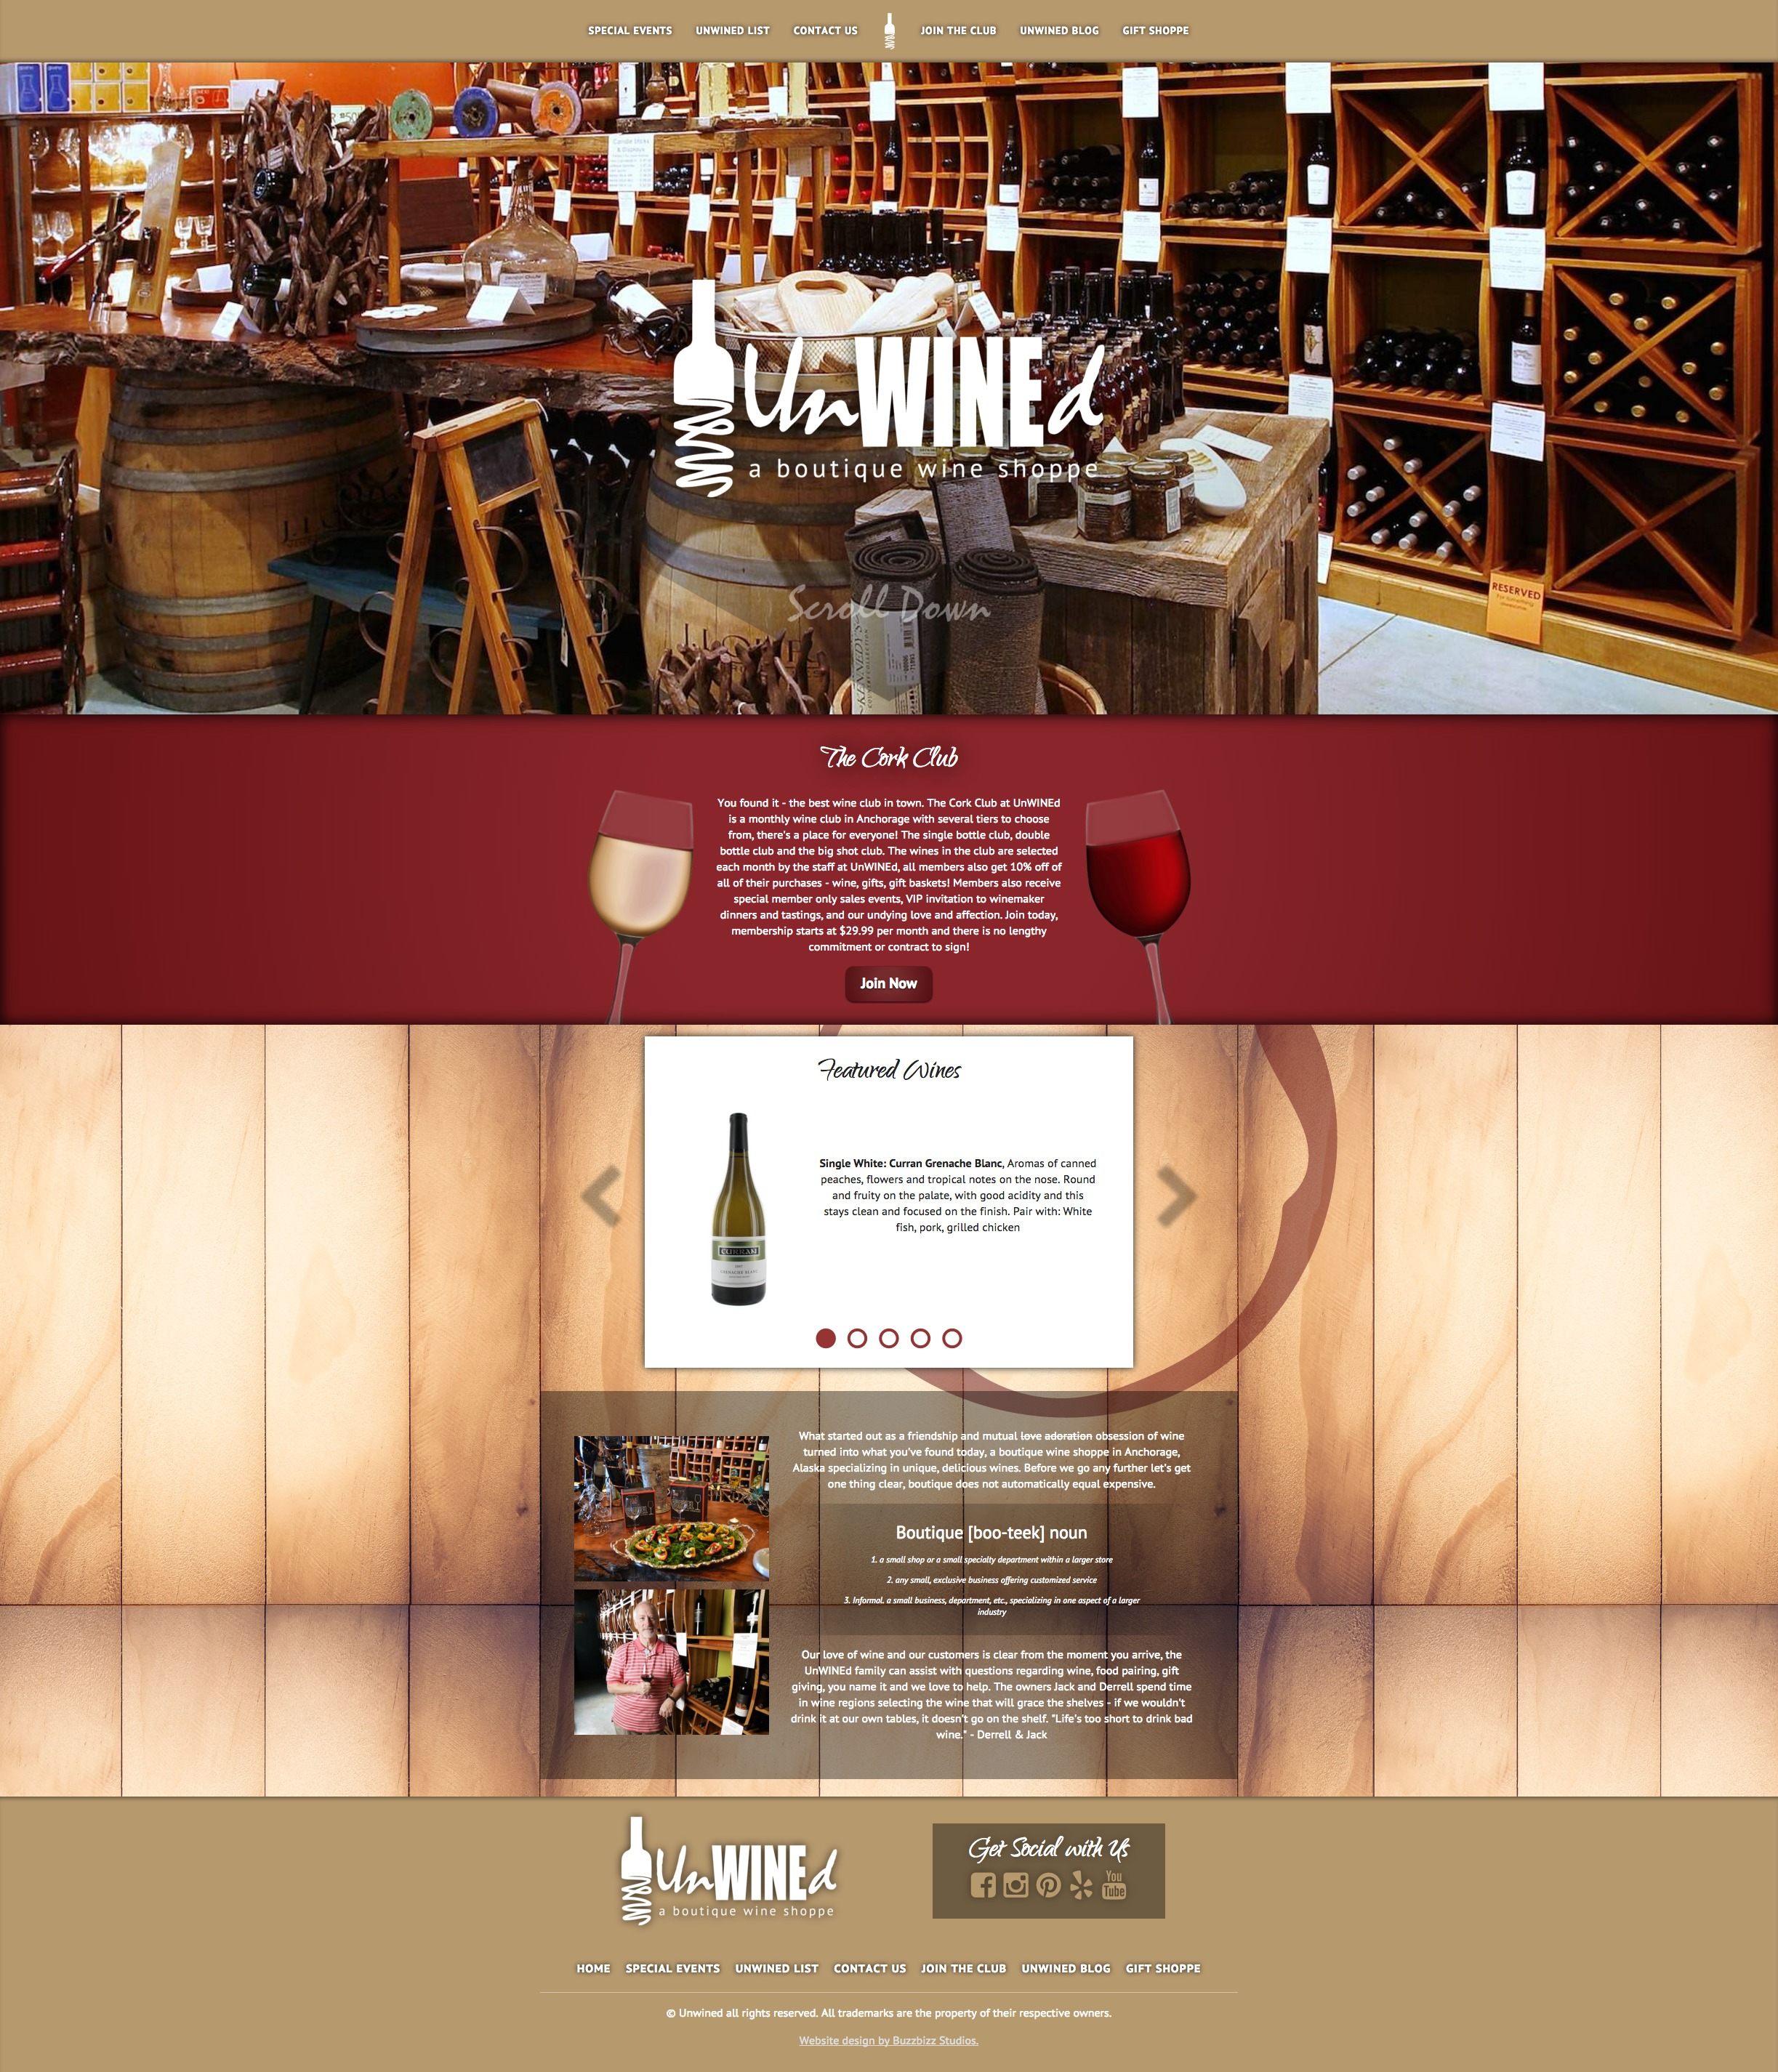 SPECIAL EVENTS UNWINED LIST CONTACT US JOIN THE CLUB UNWINED BLOG GIFT SHOPPE
UnWINEd
a boutique wine shoppe
Scroll Down
RESERVED
The Cork Club
You found it - the best wine club in town. The Cork Club at UnWINEd
is a monthly wine club in Anchorage with several tiers to choose
from, there's a place for everyone! The single bottle club, double
bottle club and the big shot club. The wines in the club are selected
each month by the staff at UnWINEd, all members also get 10% off of
all of their purchases - wine, gifts, gift baskets! Members also receive
special member only sales events, VIP invitation to winemaker
dinners and tastings, and our undying love and affection. Join today,
membership starts at $29.99 per month and there is no lengthy
commitment or contract to sign!
Join Now
Featured Wines
Single White: Curran Grenache Blanc, Aromas of canned
peaches, flowers and tropical notes on the nose. Round
and fruity on the palate, with good acidity and this
stays clean and focused on the finish. Pair with: White
fish, pork, grilled chicken
CURRAN
GRENACHE BLANC
What started out as a friendship and mutual love adoration obsession of wine
turned into what you've found today, a boutique wine shoppe in Anchorage,
Alaska specializing in unique, delicious wines. Before we go any further let's get
one thing clear, boutique does not automatically equal expensive.
Boutique [boo-teek] noun
1. a small shop or a small specialty department within a larger store
2. any small, exclusive business offering customized service
3. Informal. a small business, department, etc., specializing in one aspect of a larger
industry
Our love of wine and our customers is clear from the moment you arrive, the
UnWINEd family can assist with questions regarding wine, food pairing, gift
giving, you name it and we love to help. The owners Jack and Derrell spend time
in wine regions selecting the wine that will grace the shelves - if we wouldn't
drink it at our own tables, it doesn't go on the shelf. "Life's too short to drink bad
wine." - Derrell & Jack
UnWINEd
a boutique wine shoppe
Get Social with Us
You
Tube
HOME SPECIAL EVENTS UNWINED LIST CONTACT US JOIN THE CLUB UNWINED BLOG GIFT SHOPPE
© Unwined all rights reserved. All trademarks are the property of their respective owners.
Website design by Buzzbizz Studios.